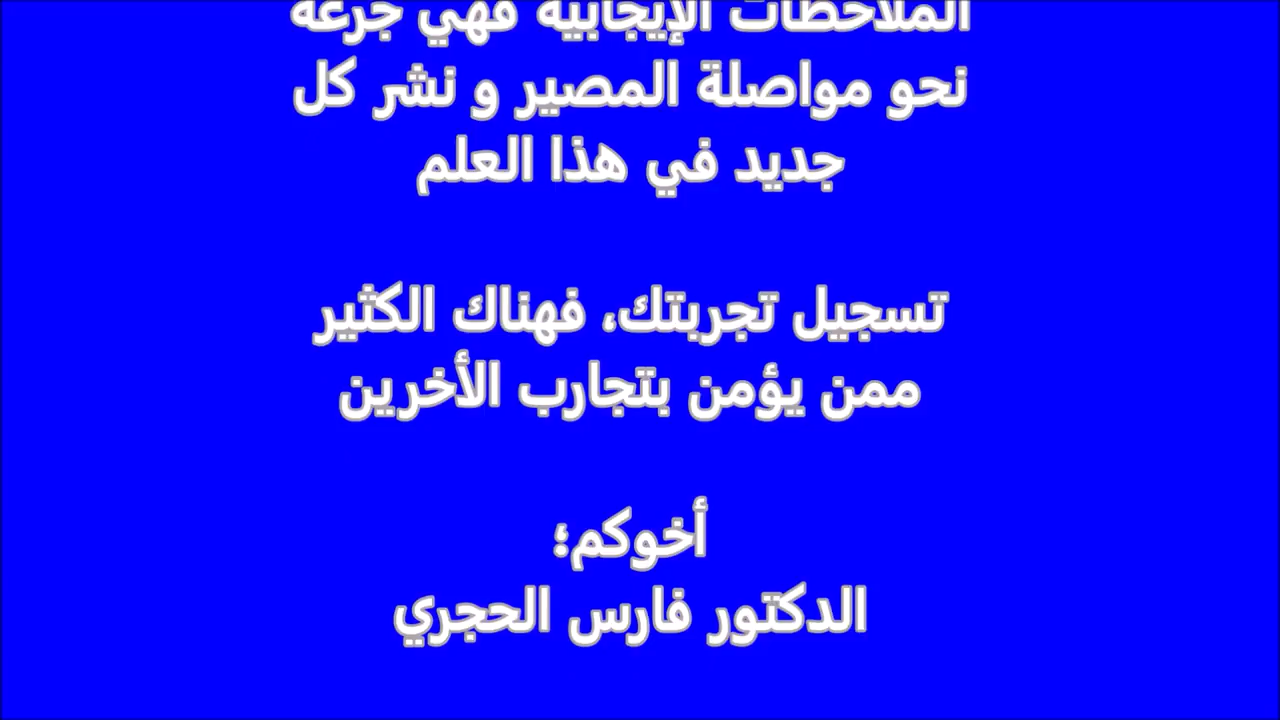 الملاحظات الإيجابية فهي جرعة
نحو مواصلة المصير و نشر كل
جديد في هذا العلم
تسجيل تجربتك، فهناك الكثير
ممن يؤمن بتجارب الأخرين
أخوكم؛
الدكتور فارس الحجري